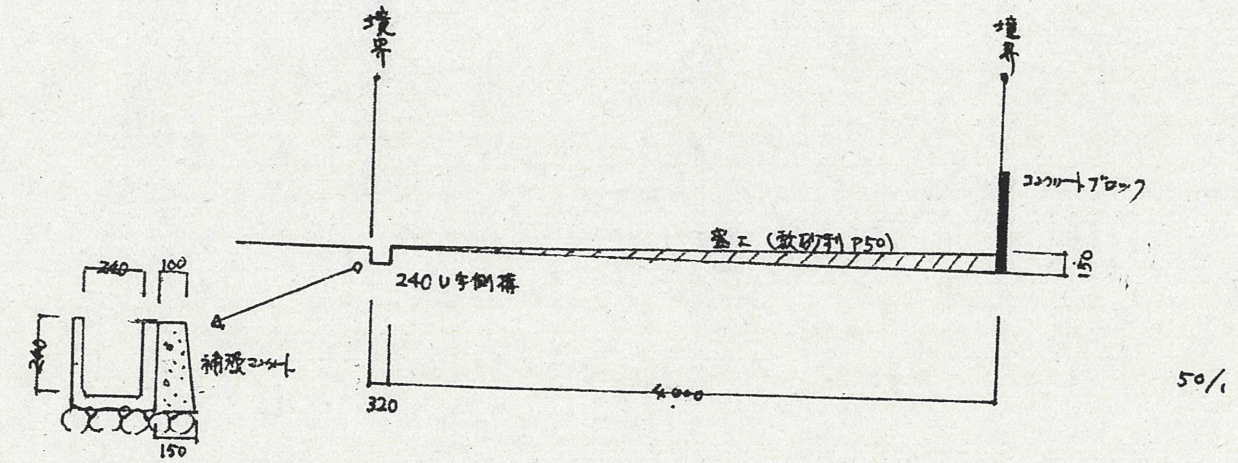 境界
境界
コンクリートブロック
盛土 (敷砂利 P50)
150
240 U字側溝
240
100
240
補強コンクリート
150
320
4.000
50/1